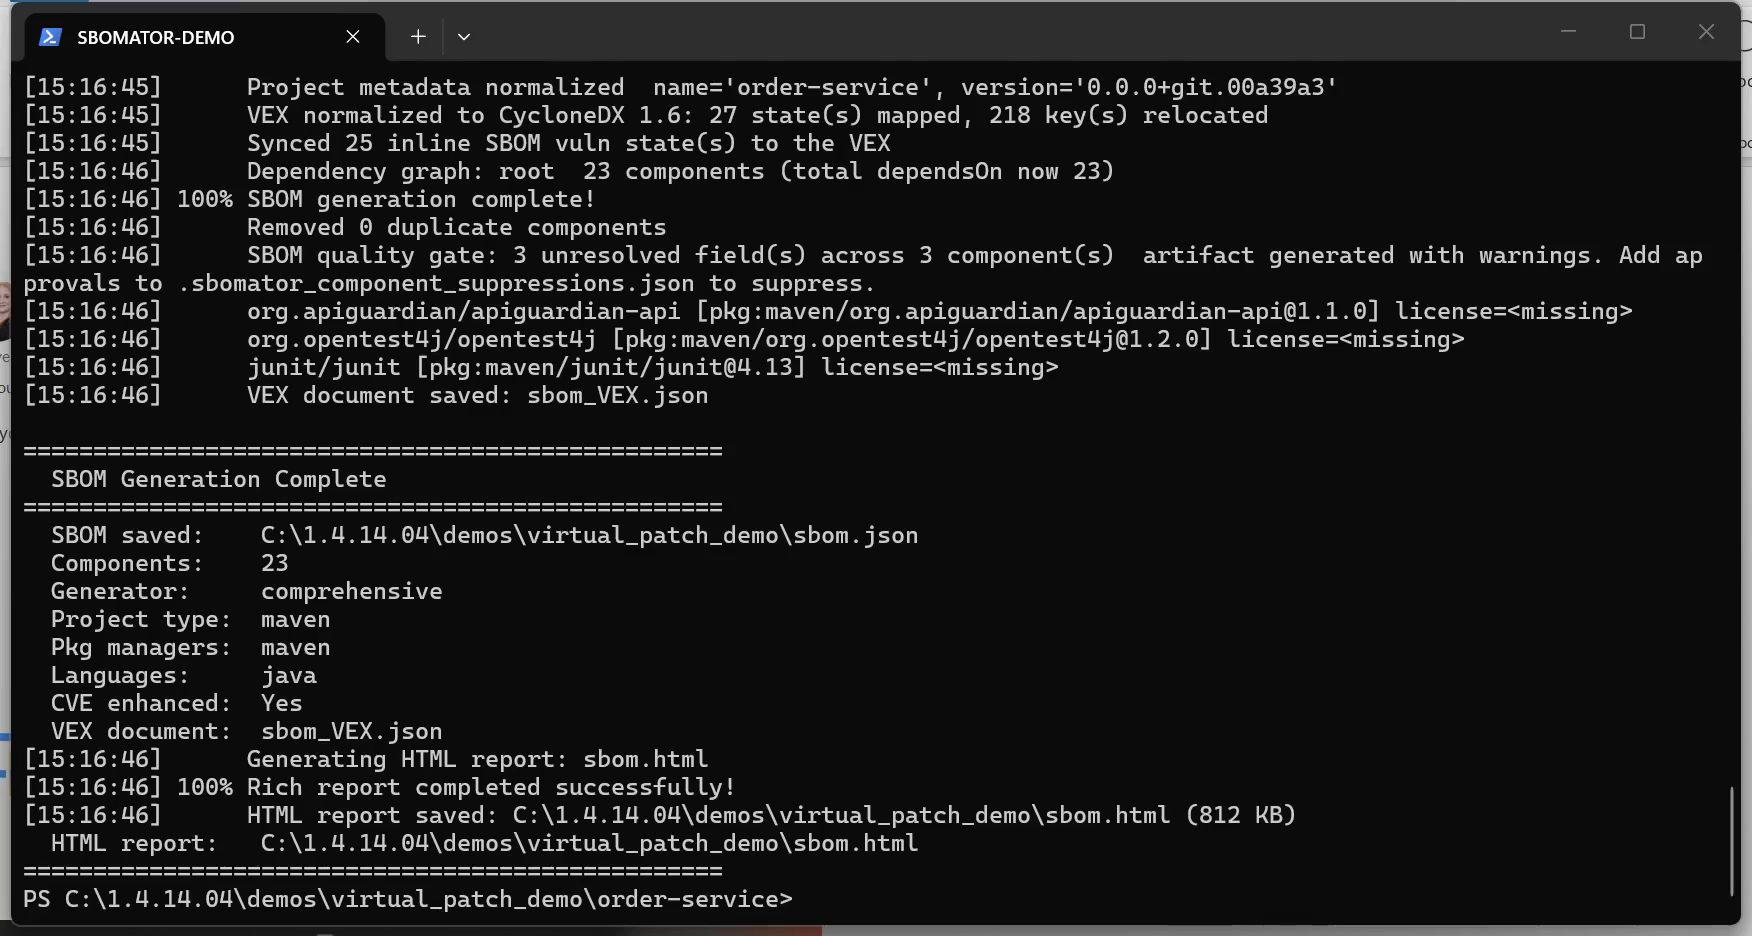 SBOMATOR-DEMO
[15:16:45]      Project metadata normalized  name='order-service', version='0.0.0+git.00a39a3'
[15:16:45]      VEX normalized to CycloneDX 1.6: 27 state(s) mapped, 218 key(s) relocated
[15:16:45]      Synced 25 inline SBOM vuln state(s) to the VEX
[15:16:45]      Dependency graph: root  23 components (total dependsOn now 23)
[15:16:46] 100% SBOM generation complete!
[15:16:46]      Removed 0 duplicate components
[15:16:46]      SBOM quality gate: 3 unresolved field(s) across 3 component(s)  artifact generated with warnings. Add ap
provals to .sbomator_component_suppressions.json to suppress.
[15:16:46]      org.apiguardian/apiguardian-api [pkg:maven/org.apiguardian/apiguardian-api@1.1.0] license=<missing>
[15:16:46]      org.opentest4j/opentest4j [pkg:maven/org.opentest4j/opentest4j@1.2.0] license=<missing>
[15:16:46]      junit/junit [pkg:maven/junit/junit@4.13] license=<missing>
[15:16:46]      VEX document saved: sbom_VEX.json
==================================================
  SBOM Generation Complete
==================================================
  SBOM saved:    C:\1.4.14.04\demos\virtual_patch_demo\sbom.json
  Components:    23
  Generator:     comprehensive
  Project type:  maven
  Pkg managers:  maven
  Languages:     java
  CVE enhanced:  Yes
  VEX document:  sbom_VEX.json
[15:16:46]      Generating HTML report: sbom.html
[15:16:46] 100% Rich report completed successfully!
[15:16:46]      HTML report saved: C:\1.4.14.04\demos\virtual_patch_demo\sbom.html (812 KB)
  HTML report:   C:\1.4.14.04\demos\virtual_patch_demo\sbom.html
==================================================
PS C:\1.4.14.04\demos\virtual_patch_demo\order-service>